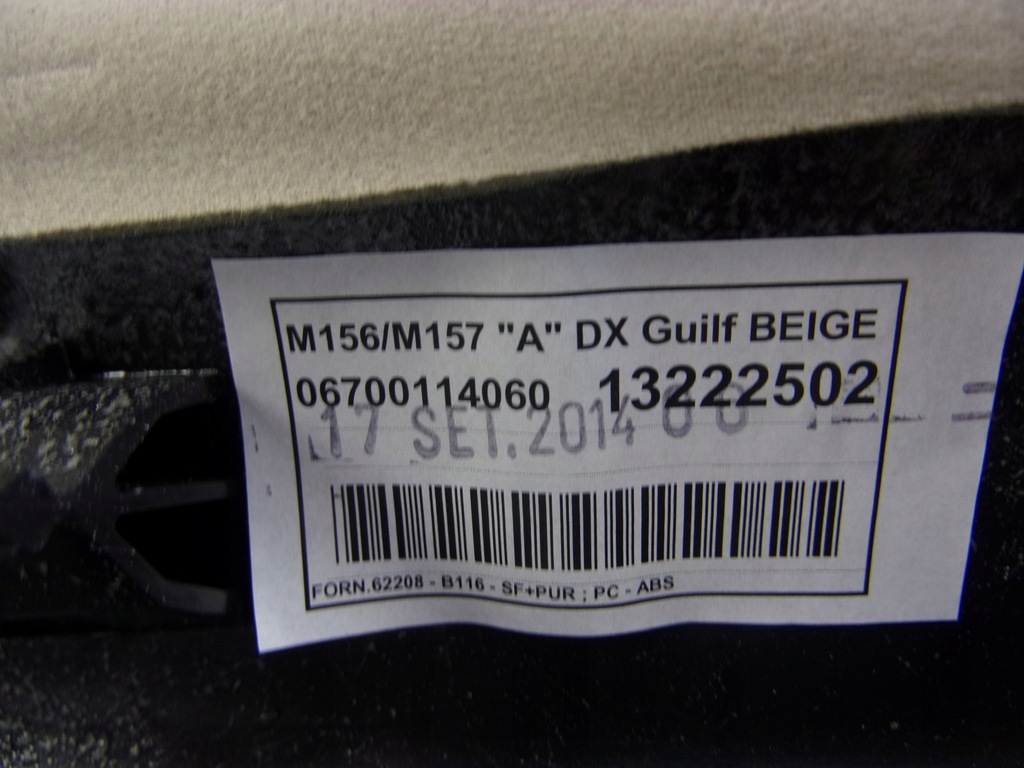 M156/M157 "A" DX Guilf BEIGE
06700114060 13222502
17 SET.2014
FORN.62208 - B116 - SF+PUR ; PC - ABS